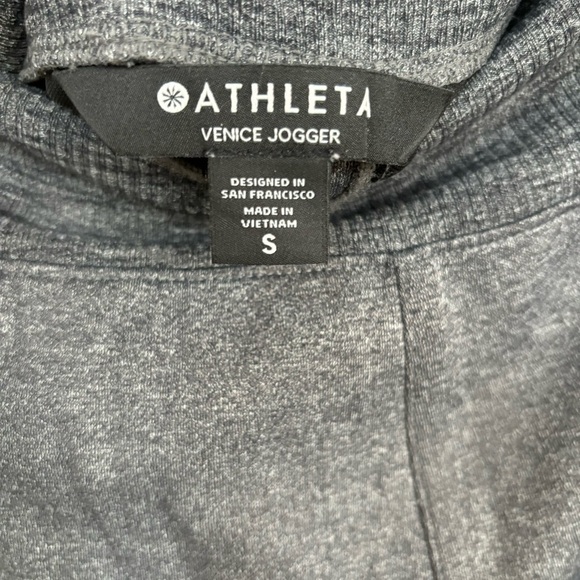 ATHLETA
VENICE JOGGER
DESIGNED IN
SAN FRANCISCO
MADE IN
VIETNAM
S